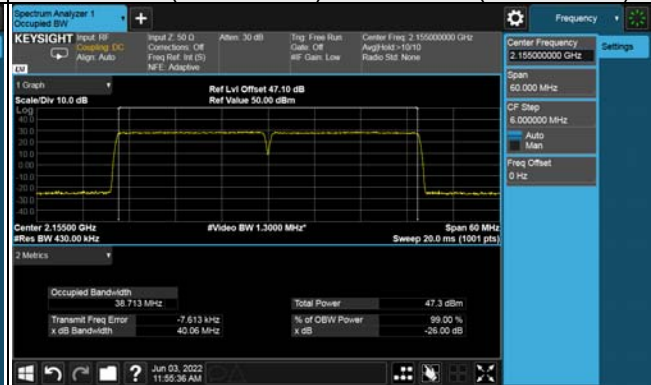 Spectrum Analyzer 1
Occupied BW
Frequency
KEYSIGHT
Input: RF
Coupling: DC
Align: Auto
Input Z: 50 Ω
Corrections: Off
Freq Ref: Int (S)
NFE: Adaptive
Atten: 30 dB
Trig: Free Run
Gate: Off
#IF Gain: Low
Center Freq: 2.155000000 GHz
Avg|Hold:>10/10
Radio Std: None
Center Frequency
2.155000000 GHz
Settings
Span
60.000 MHz
CF Step
6.000000 MHz
Auto
Man
Freq Offset
0 Hz
1 Graph
Scale/Div 10.0 dB
Ref Lvl Offset 47.10 dB
Ref Value 50.00 dBm
Log
40.0
30.0
20.0
10.0
0.00
-10.0
-20.0
-30.0
-40.0
Center 2.15500 GHz
#Res BW 430.00 kHz
#Video BW 1.3000 MHz*
Span 60 MHz
Sweep 20.0 ms (1001 pts)
2 Metrics
Occupied Bandwidth
38.713 MHz
Total Power
47.3 dBm
Transmit Freq Error
-7.613 kHz
% of OBW Power
99.00 %
x dB Bandwidth
40.06 MHz
x dB
-26.00 dB
Jun 03, 2022
11:55:36 AM